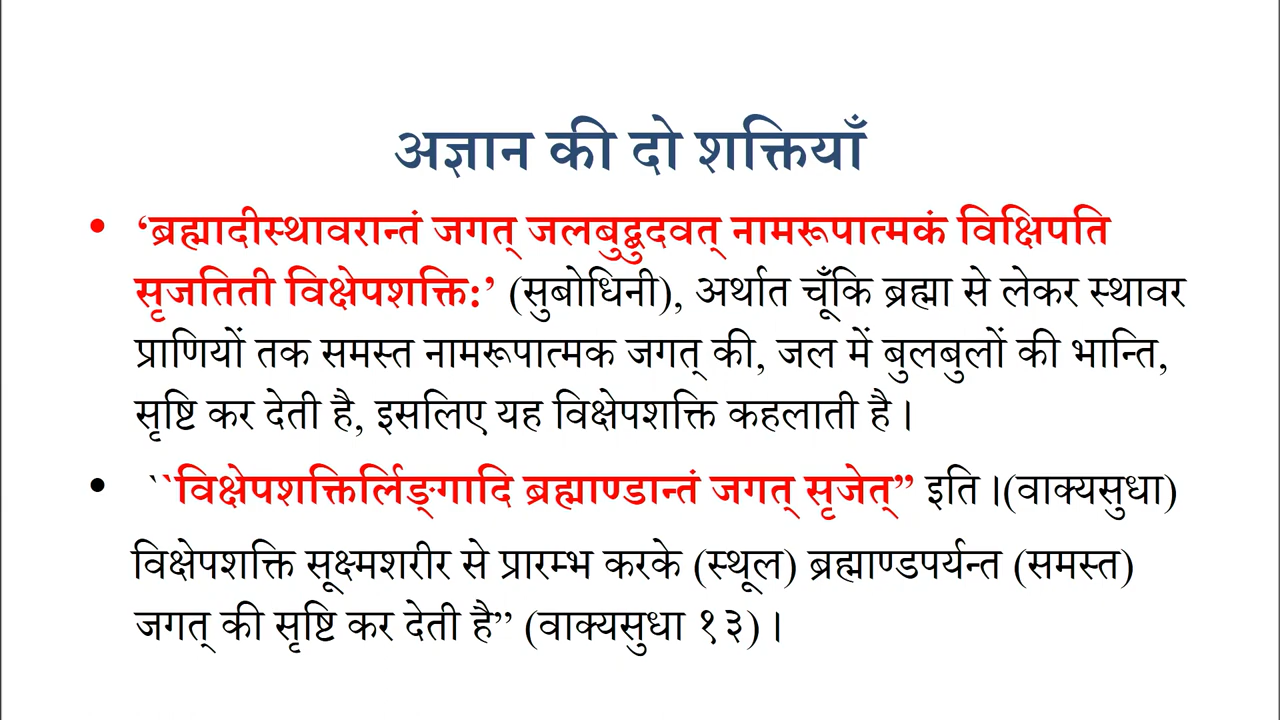 अज्ञान की दो शक्तियाँ
• ‘ब्रह्मादीस्थावरान्तं जगत् जलबुद्बुदवत् नामरूपात्मकं विक्षिपति
सृजतिती विक्षेपशक्ति:’ (सुबोधिनी), अर्थात चूँकि ब्रह्मा से लेकर स्थावर
प्राणियों तक समस्त नामरूपात्मक जगत् की, जल में बुलबुलों की भान्ति,
सृष्टि कर देती है, इसलिए यह विक्षेपशक्ति कहलाती है।
• ``विक्षेपशक्तिर्लिङ्गादि ब्रह्माण्डान्तं जगत् सृजेत्” इति।(वाक्यसुधा)
विक्षेपशक्ति सूक्ष्मशरीर से प्रारम्भ करके (स्थूल) ब्रह्माण्डपर्यन्त (समस्त)
जगत् की सृष्टि कर देती है” (वाक्यसुधा १३)।